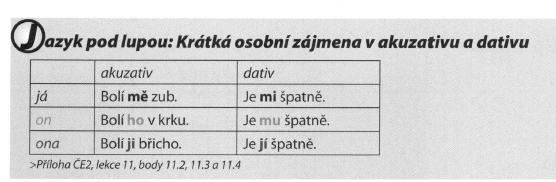 Jazyk pod lupou: Krátká osobní zájmena v akuzativu a dativu
akuzativ dativ
já Bolí mě zub. Je mi špatně.
on Bolí ho v krku. Je mu špatně.
ona Bolí ji břicho. Je jí špatně.
>Příloha ČE2, lekce 11, body 11.2, 11.3 a 11.4